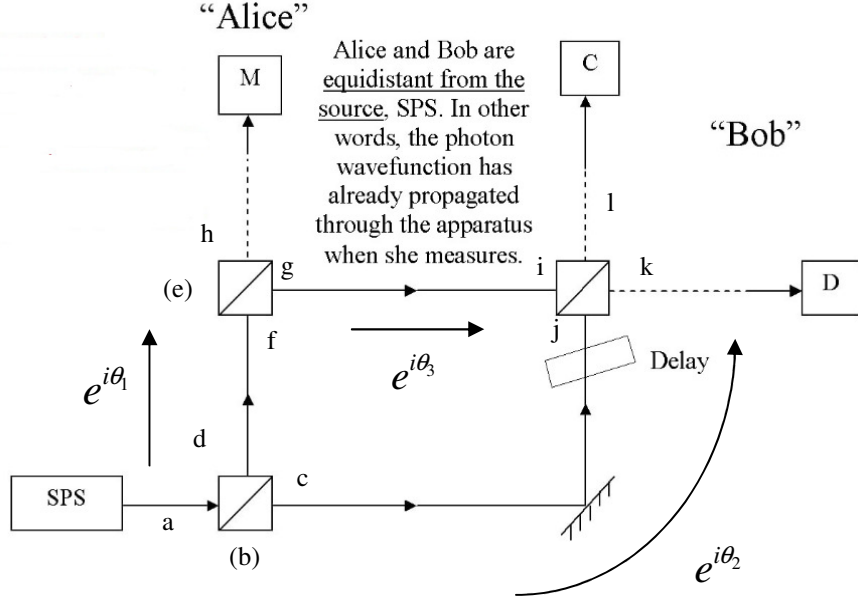 “Alice”
M
Alice and Bob are
equidistant from the
source, SPS. In other
words, the photon
wavefunction has
already propagated
through the apparatus
when she measures.
C
“Bob”
l
h
(e)
g
i
k
D
f
j
e^{iθ_1}
e^{iθ_3}
Delay
d
c
SPS
a
(b)
e^{iθ_2}